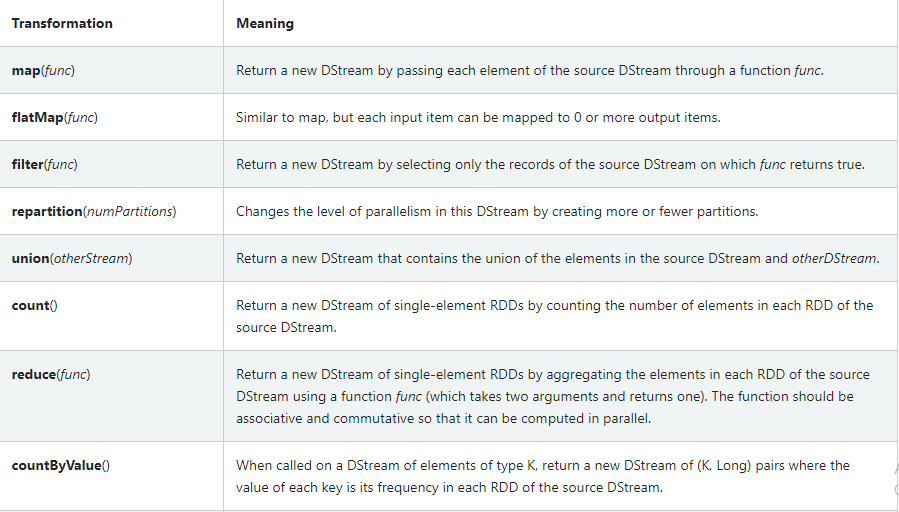 Transformation Meaning
map(func) Return a new DStream by passing each element of the source DStream through a function func.
flatMap(func) Similar to map, but each input item can be mapped to 0 or more output items.
filter(func) Return a new DStream by selecting only the records of the source DStream on which func returns true.
repartition(numPartitions) Changes the level of parallelism in this DStream by creating more or fewer partitions.
union(otherStream) Return a new DStream that contains the union of the elements in the source DStream and otherDStream.
count() Return a new DStream of single-element RDDs by counting the number of elements in each RDD of the
source DStream.
reduce(func) Return a new DStream of single-element RDDs by aggregating the elements in each RDD of the source
DStream using a function func (which takes two arguments and returns one). The function should be
associative and commutative so that it can be computed in parallel.
countByValue() When called on a DStream of elements of type K, return a new DStream of (K, Long) pairs where the
value of each key is its frequency in each RDD of the source DStream.